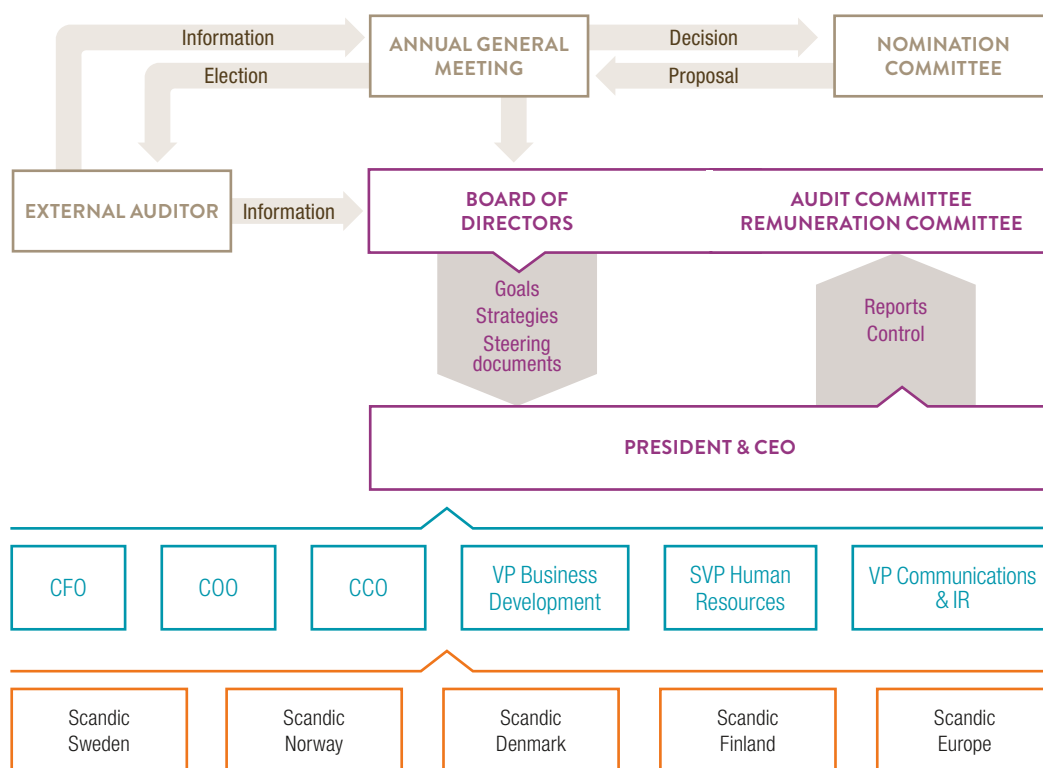 Information
ANNUAL GENERAL
MEETING
Decision
NOMINATION
COMMITTEE
Election
Proposal
EXTERNAL AUDITOR
Information
BOARD OF
DIRECTORS
AUDIT COMMITTEE
REMUNERATION COMMITTEE
Goals
Strategies
Steering
documents
Reports
Control
PRESIDENT & CEO
CFO
COO
CCO
VP Business
Development
SVP Human
Resources
VP Communications
& IR
Scandic
Sweden
Scandic
Norway
Scandic
Denmark
Scandic
Finland
Scandic
Europe